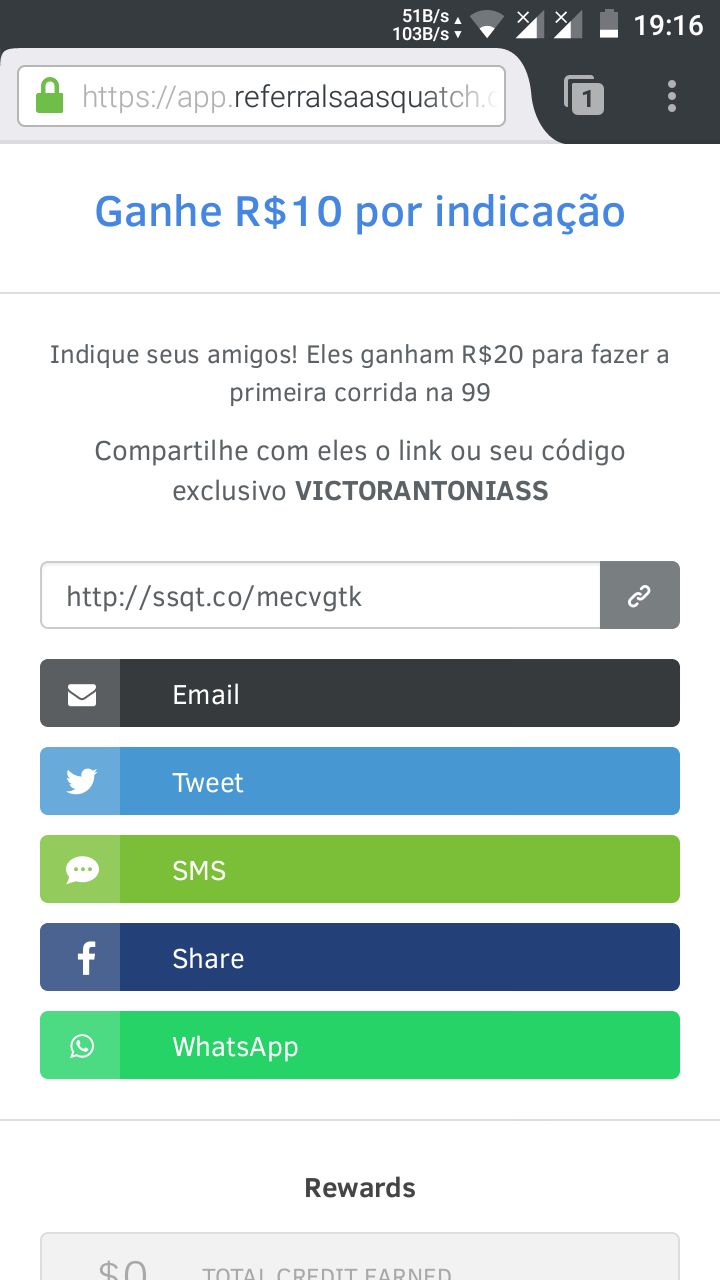 51B/s
103B/s
19:16
https://app.referralsaasquatch.c
1
Ganhe R$10 por indicação
Indique seus amigos! Eles ganham R$20 para fazer a
primeira corrida na 99
Compartilhe com eles o link ou seu código
exclusivo VICTORANTONIASS
http://ssqt.co/mecvgtk
Email
Tweet
SMS
Share
WhatsApp
Rewards
$0 TOTAL CREDIT EARNED